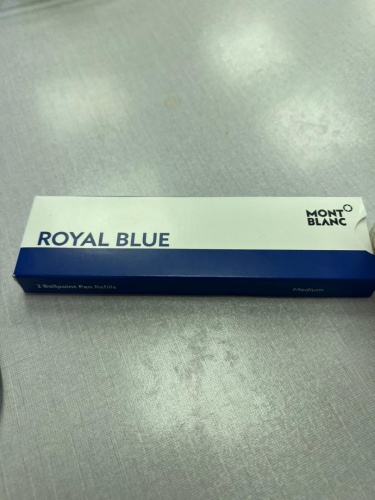 MONT
BLANC
ROYAL BLUE
2 Ballpoint Pen Refills
Medium